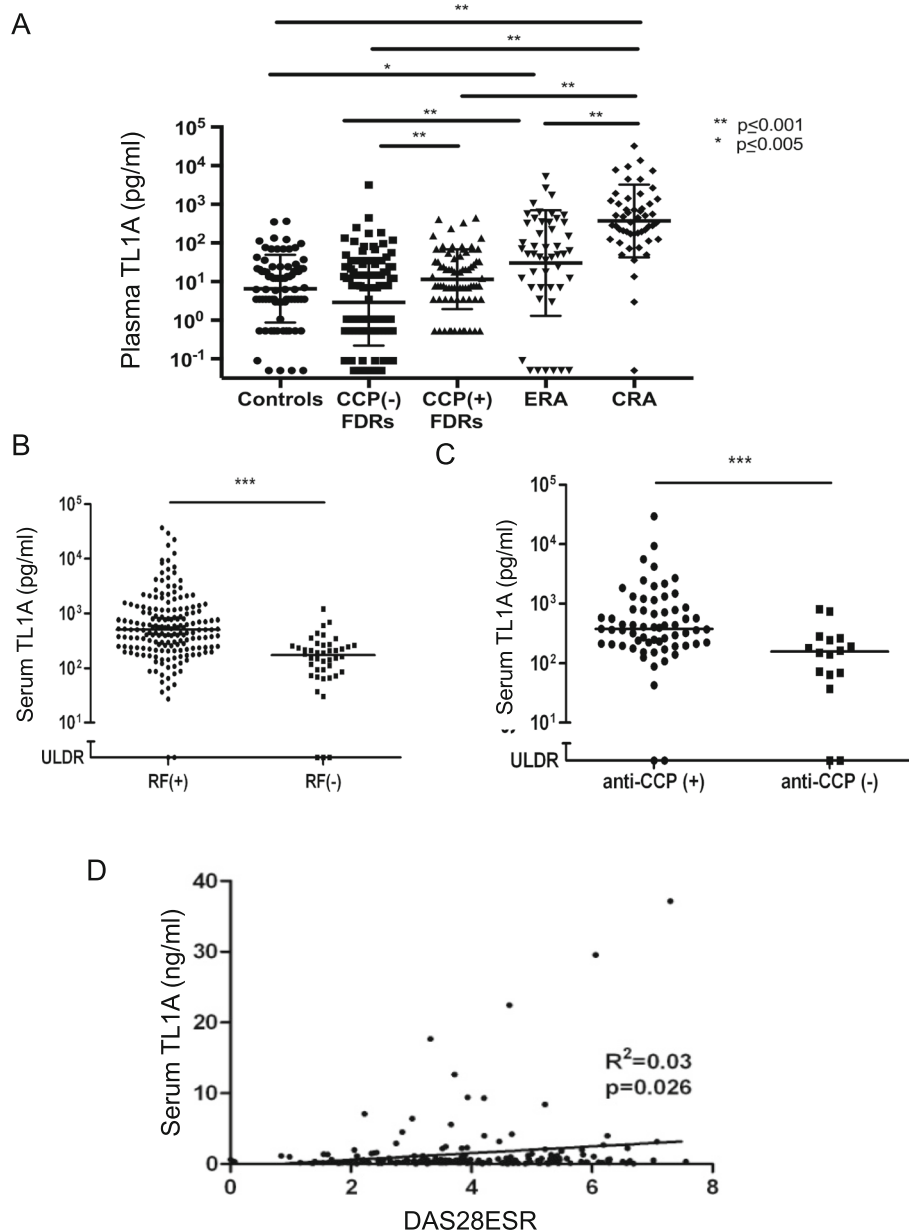 A
**
**
*
**
**
**
**
** p≤0.001
* p≤0.005
Plasma TL1A (pg/ml)
10^5
10^4
10^3
10^2
10^1
10^0
10^-1
Controls
CCP(-) FDRs
CCP(+) FDRs
ERA
CRA
B
***
Serum TL1A (pg/ml)
10^5
10^4
10^3
10^2
10^1
ULDR
RF(+)
RF(-)
C
***
Serum TL1A (pg/ml)
10^5
10^4
10^3
10^2
10^1
ULDR
anti-CCP (+)
anti-CCP (-)
D
Serum TL1A (ng/ml)
40
30
20
10
0
R^2=0.03
p=0.026
0
2
4
6
8
DAS28ESR